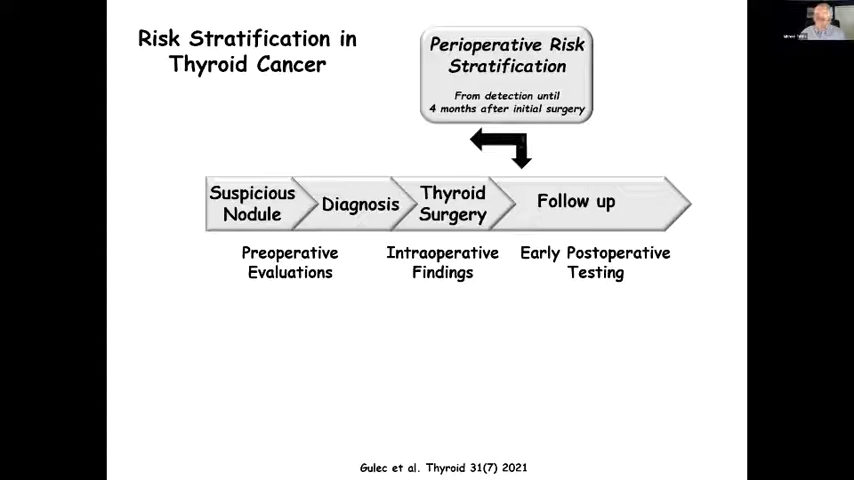 Risk Stratification in
Thyroid Cancer
Perioperative Risk
Stratification
From detection until
4 months after initial surgery
Suspicious
Nodule
Diagnosis
Thyroid
Surgery
Follow up
Preoperative
Evaluations
Intraoperative
Findings
Early Postoperative
Testing
Gulec et al. Thyroid 31(7) 2021